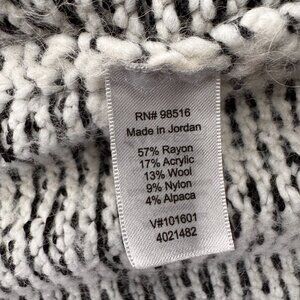 RN# 98516
Made in Jordan
57% Rayon
17% Acrylic
13% Wool
9% Nylon
4% Alpaca
V#101601
4021482